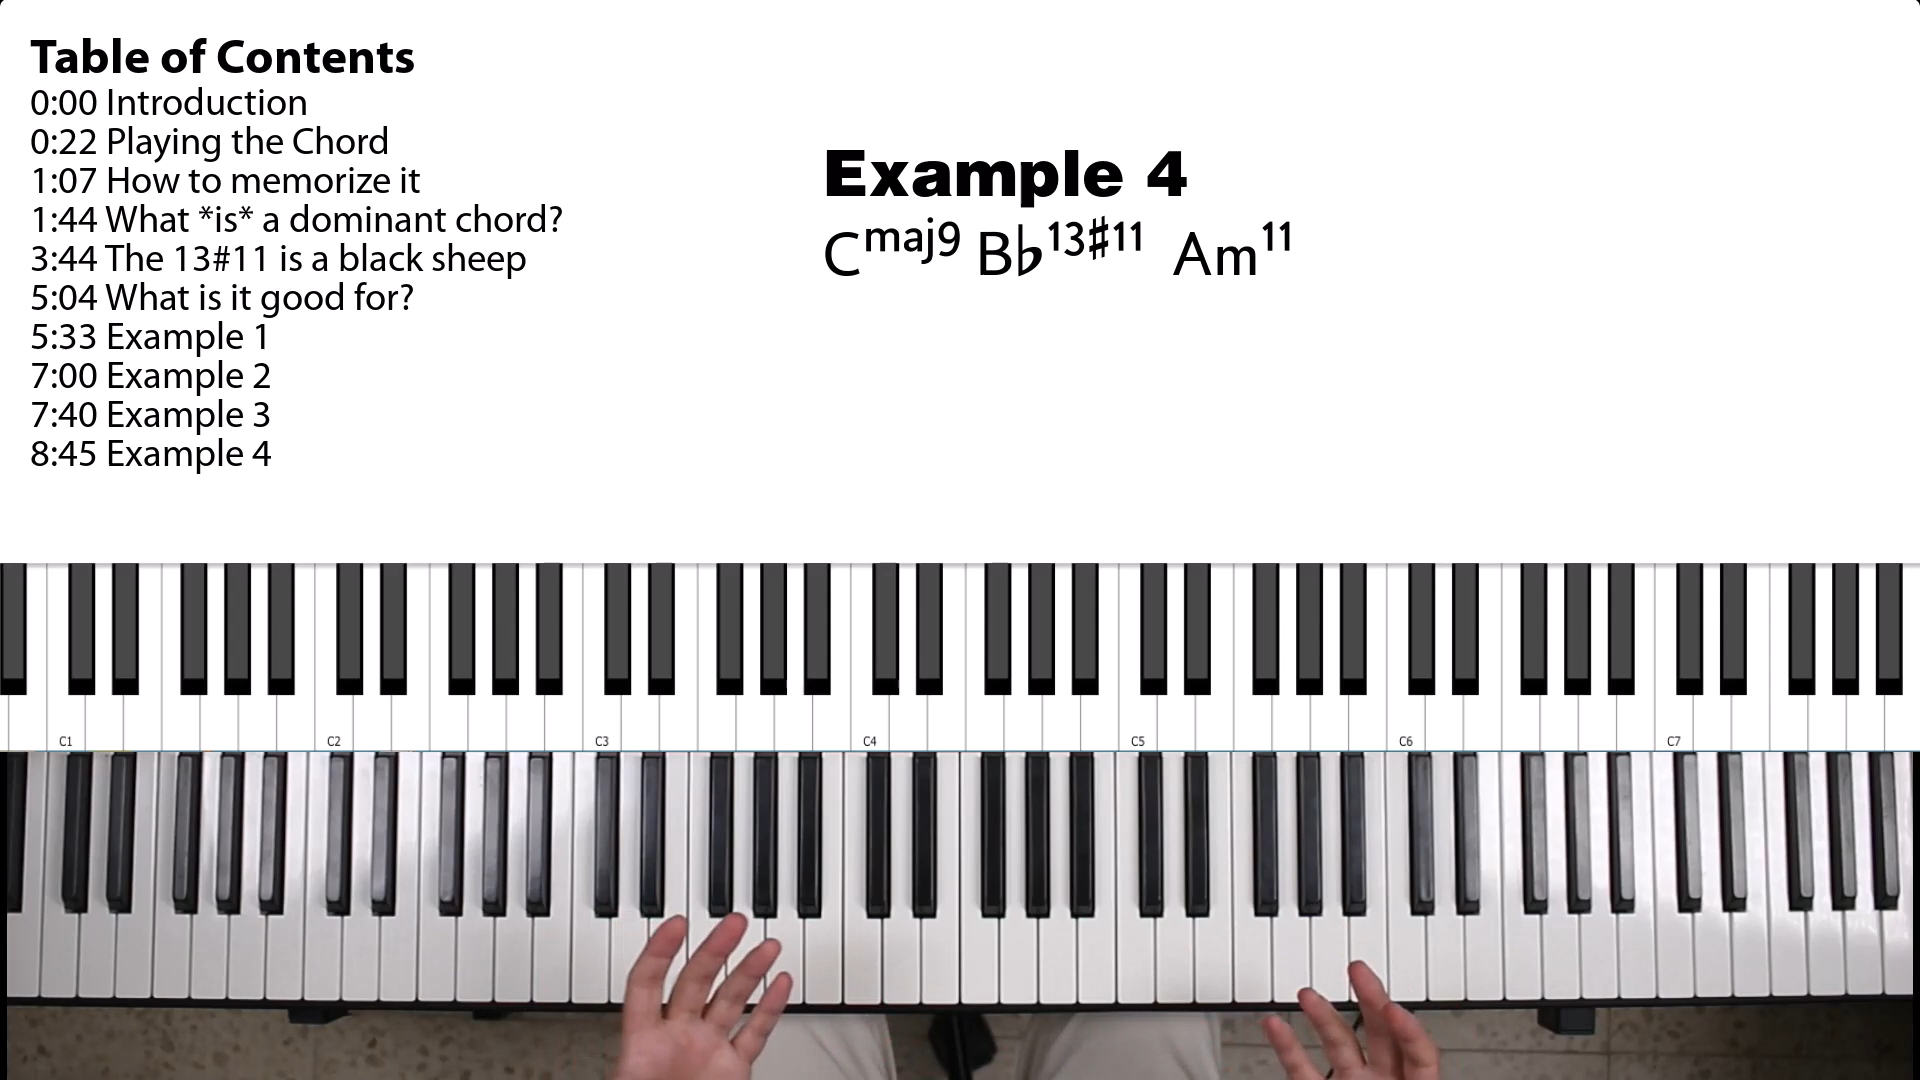 Table of Contents
0:00 Introduction
0:22 Playing the Chord
1:07 How to memorize it
1:44 What *is* a dominant chord?
3:44 The 13#11 is a black sheep
5:04 What is it good for?
5:33 Example 1
7:00 Example 2
7:40 Example 3
8:45 Example 4
Example 4
Cmaj9 B♭13♯11 Am11
C1 C2 C3 C4 C5 C6 C7